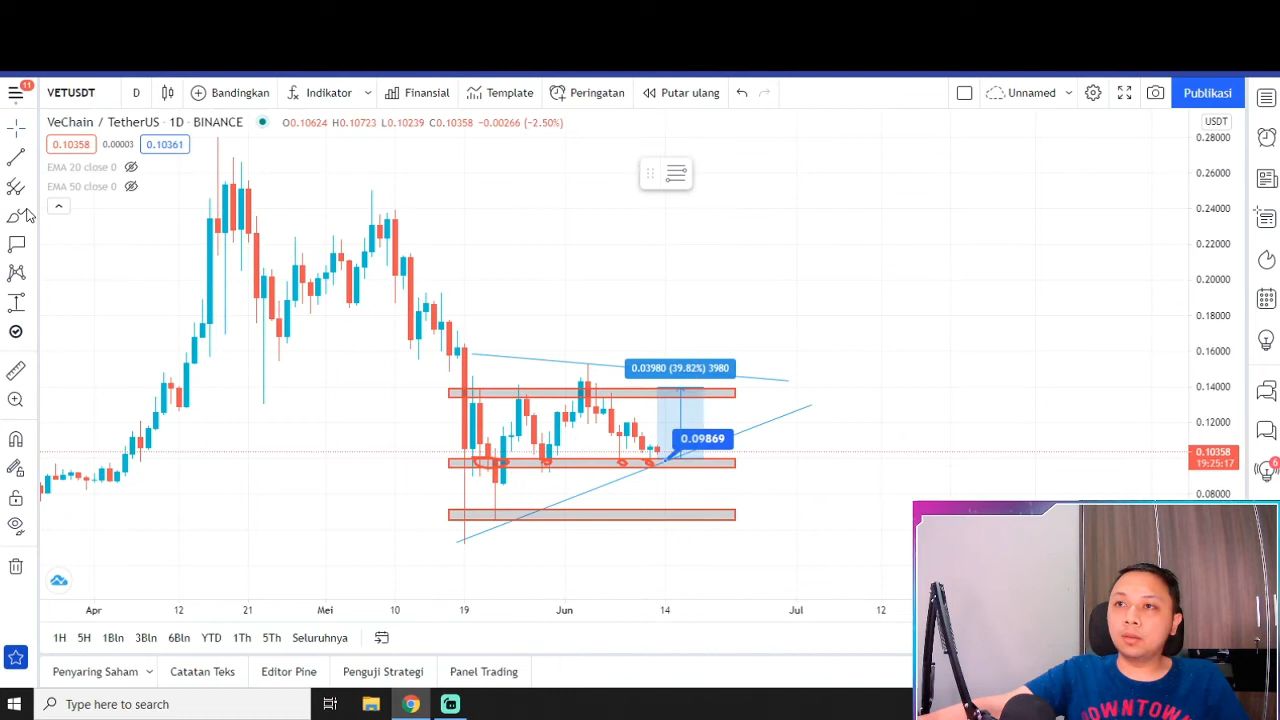 11
VETUSDT D Bandingkan Indikator Finansial Template Peringatan Putar ulang Unnamed Publikasi
VeChain / TetherUS · 1D · BINANCE O0.10624 H0.10723 L0.10239 C0.10358 −0.00266 (−2.50%)
USDT
0.10358 0.00003 0.10361
EMA 20 close 0
EMA 50 close 0
0.28000
0.26000
0.24000
0.22000
0.20000
0.18000
0.16000
0.03980 (39.82%) 3980
0.14000
0.12000
0.09869
0.10358
19:25:17
6
0.08000
Apr 12 21 Mei 10 19 Jun 14 Jul 12
1H 5H 1Bln 3Bln 6Bln YTD 1Th 5Th Seluruhnya
Penyaring Saham Catatan Teks Editor Pine Penguji Strategi Panel Trading
Type here to search
DOWNTOWN